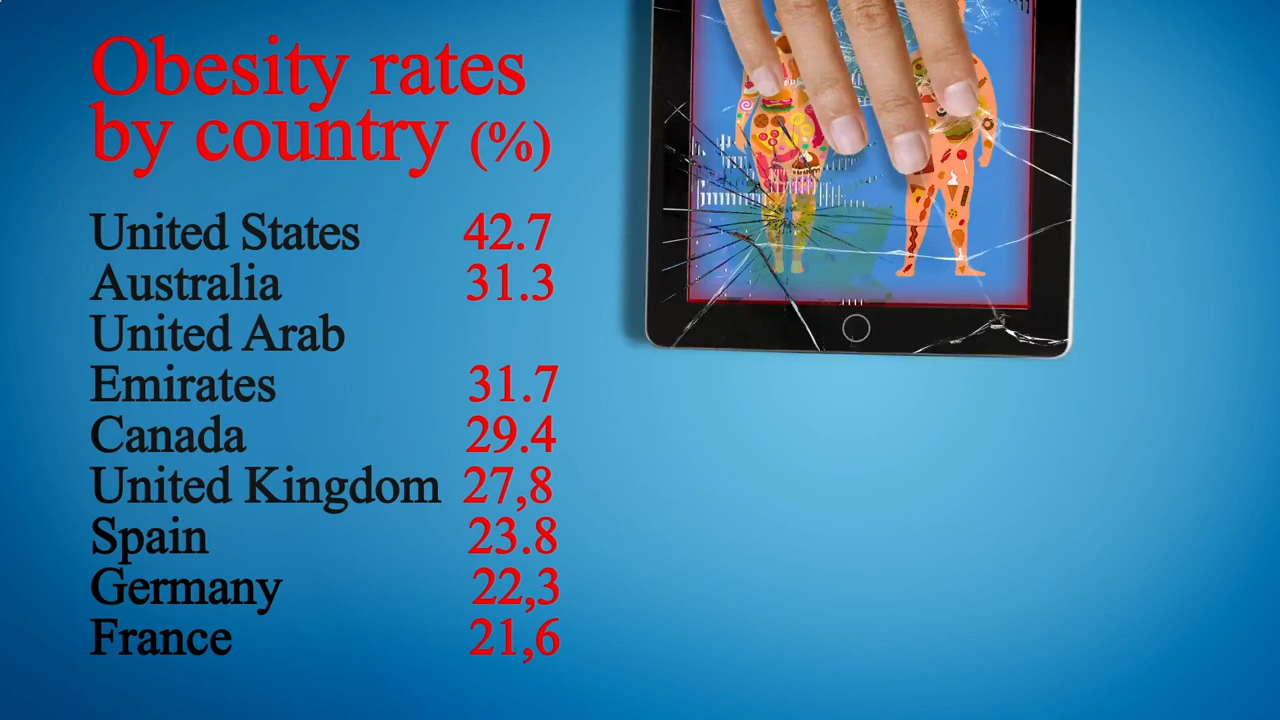 Obesity rates
by country (%)
United States 42.7
Australia 31.3
United Arab
Emirates 31.7
Canada 29.4
United Kingdom 27,8
Spain 23.8
Germany 22,3
France 21,6